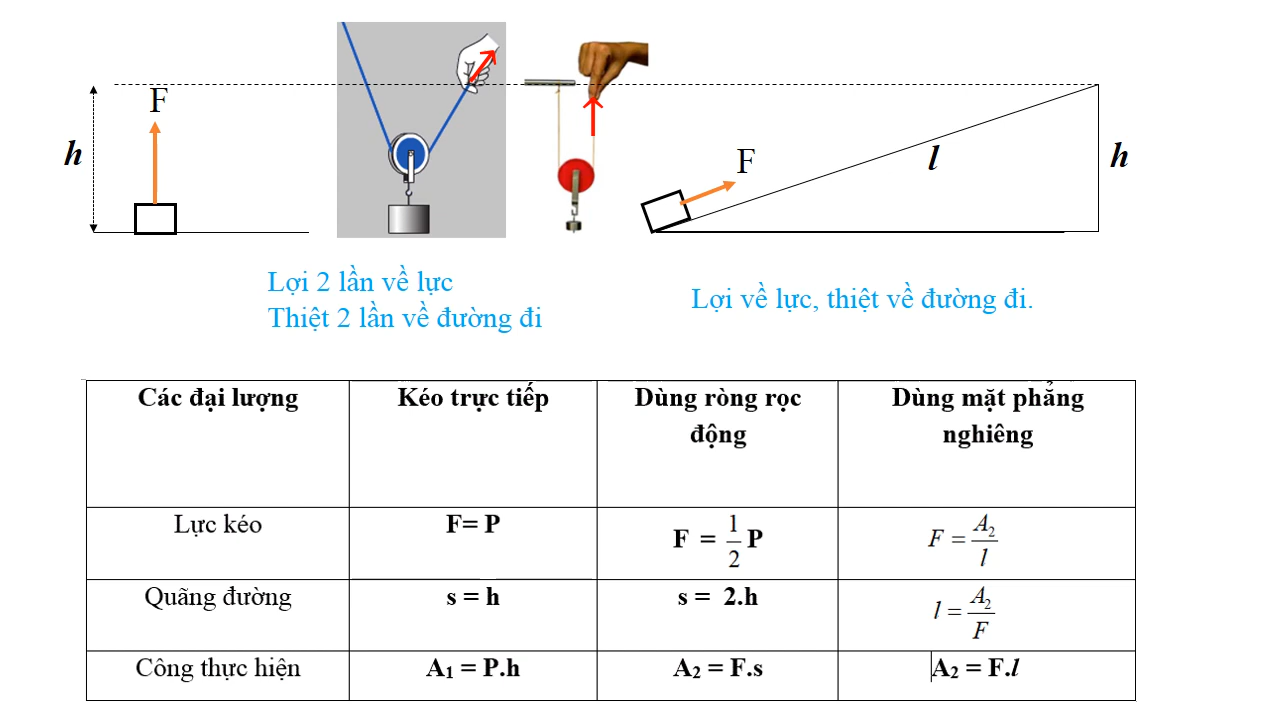 F
h
F
l
h
Lợi 2 lần về lực
Thiệt 2 lần về đường đi
Lợi về lực, thiệt về đường đi.
Các đại lượng
Kéo trực tiếp
Dùng ròng rọc
động
Dùng mặt phẳng
nghiêng
Lực kéo
F= P
F = 1/2 P
F = A₂/l
Quãng đường
s = h
s = 2.h
l = A₂/F
Công thực hiện
A₁ = P.h
A₂ = F.s
A₂ = F.l